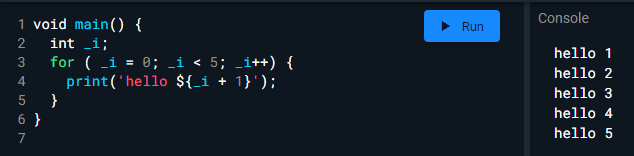 1 void main() {
2   int _i;
3   for ( _i = 0; _i < 5; _i++) {
4     print('hello ${_i + 1}');
5   }
6 }
7
Run
Console
hello 1
hello 2
hello 3
hello 4
hello 5